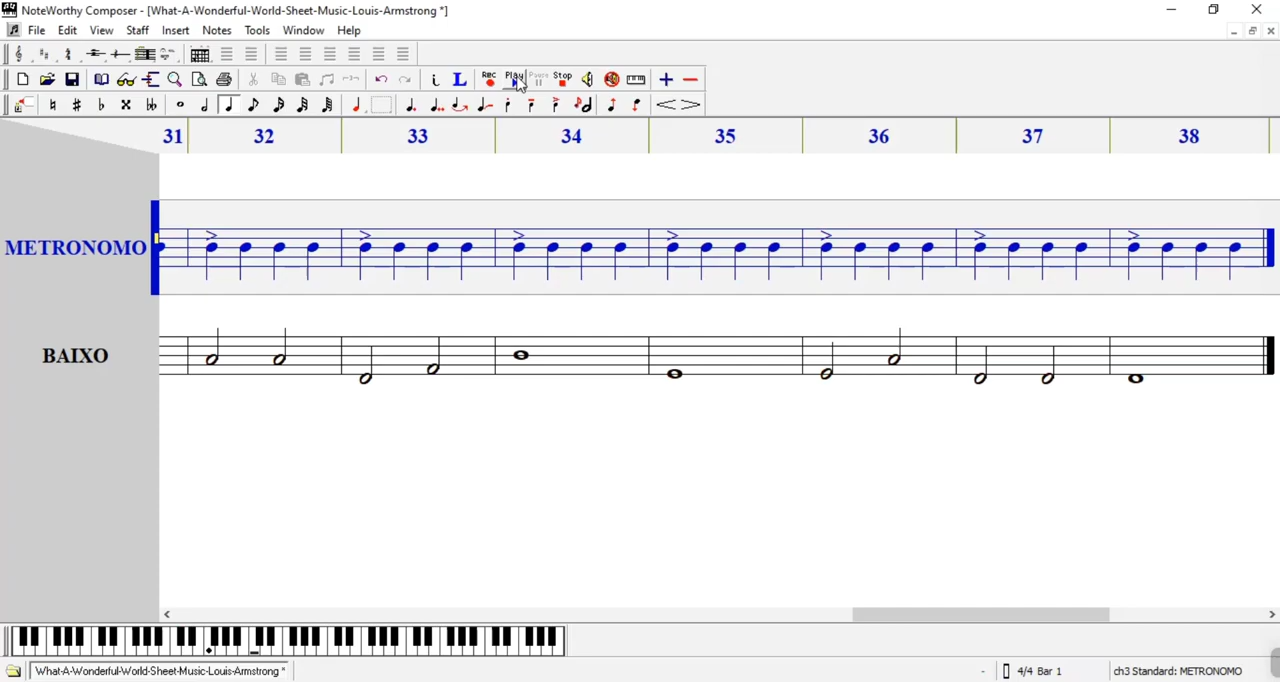 NoteWorthy Composer - [What-A-Wonderful-World-Sheet-Music-Louis-Armstrong *]
File Edit View Staff Insert Notes Tools Window Help
REC Play Pause Stop
31 32 33 34 35 36 37 38
METRONOMO
BAIXO
What-A-Wonderful-World-Sheet-Music-Louis-Armstrong * - 4/4 Bar 1 ch3 Standard: METRONOMO